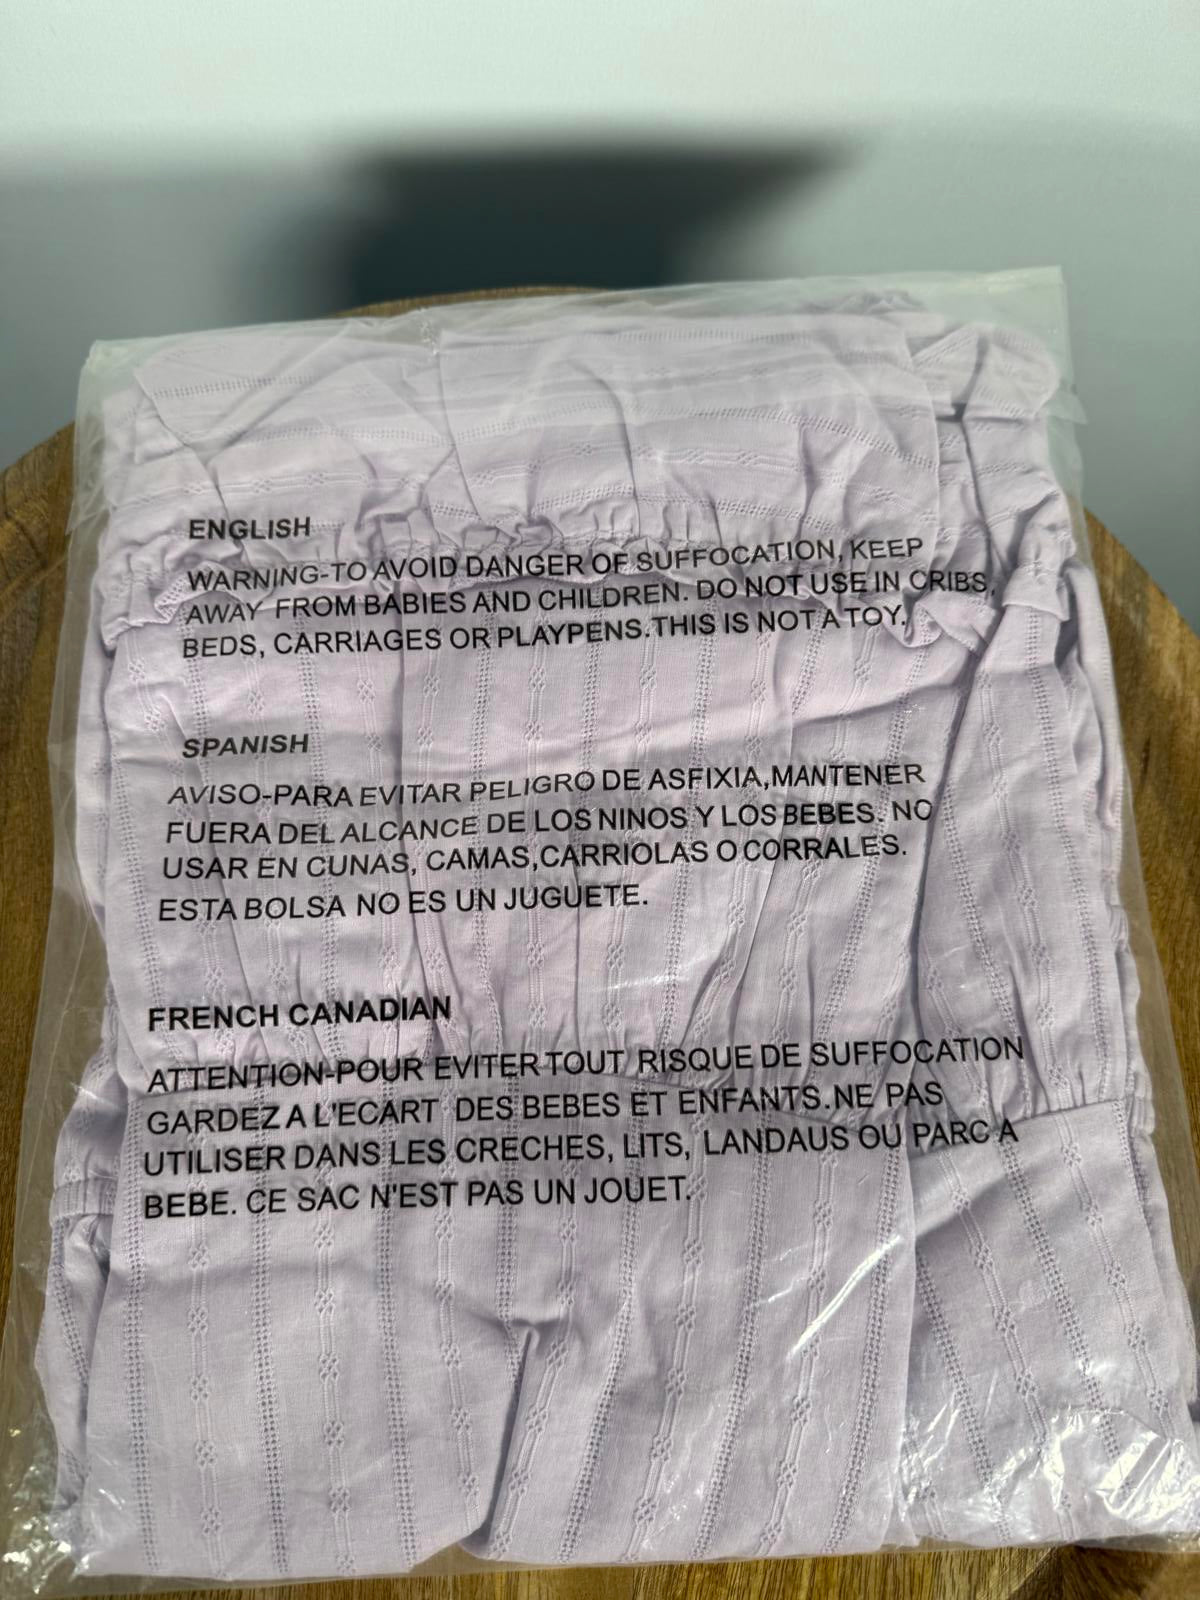 ENGLISH
WARNING-TO AVOID DANGER OF SUFFOCATION, KEEP
AWAY FROM BABIES AND CHILDREN. DO NOT USE IN CRIBS,
BEDS, CARRIAGES OR PLAYPENS.THIS IS NOT A TOY.
SPANISH
AVISO-PARA EVITAR PELIGRO DE ASFIXIA,MANTENER
FUERA DEL ALCANCE DE LOS NINOS Y LOS BEBES. NO
USAR EN CUNAS, CAMAS,CARRIOLAS O CORRALES.
ESTA BOLSA NO ES UN JUGUETE.
FRENCH CANADIAN
ATTENTION-POUR EVITER TOUT RISQUE DE SUFFOCATION
GARDEZ A L'ECART DES BEBES ET ENFANTS.NE PAS
UTILISER DANS LES CRECHES, LITS, LANDAUS OU PARC A
BEBE. CE SAC N'EST PAS UN JOUET.